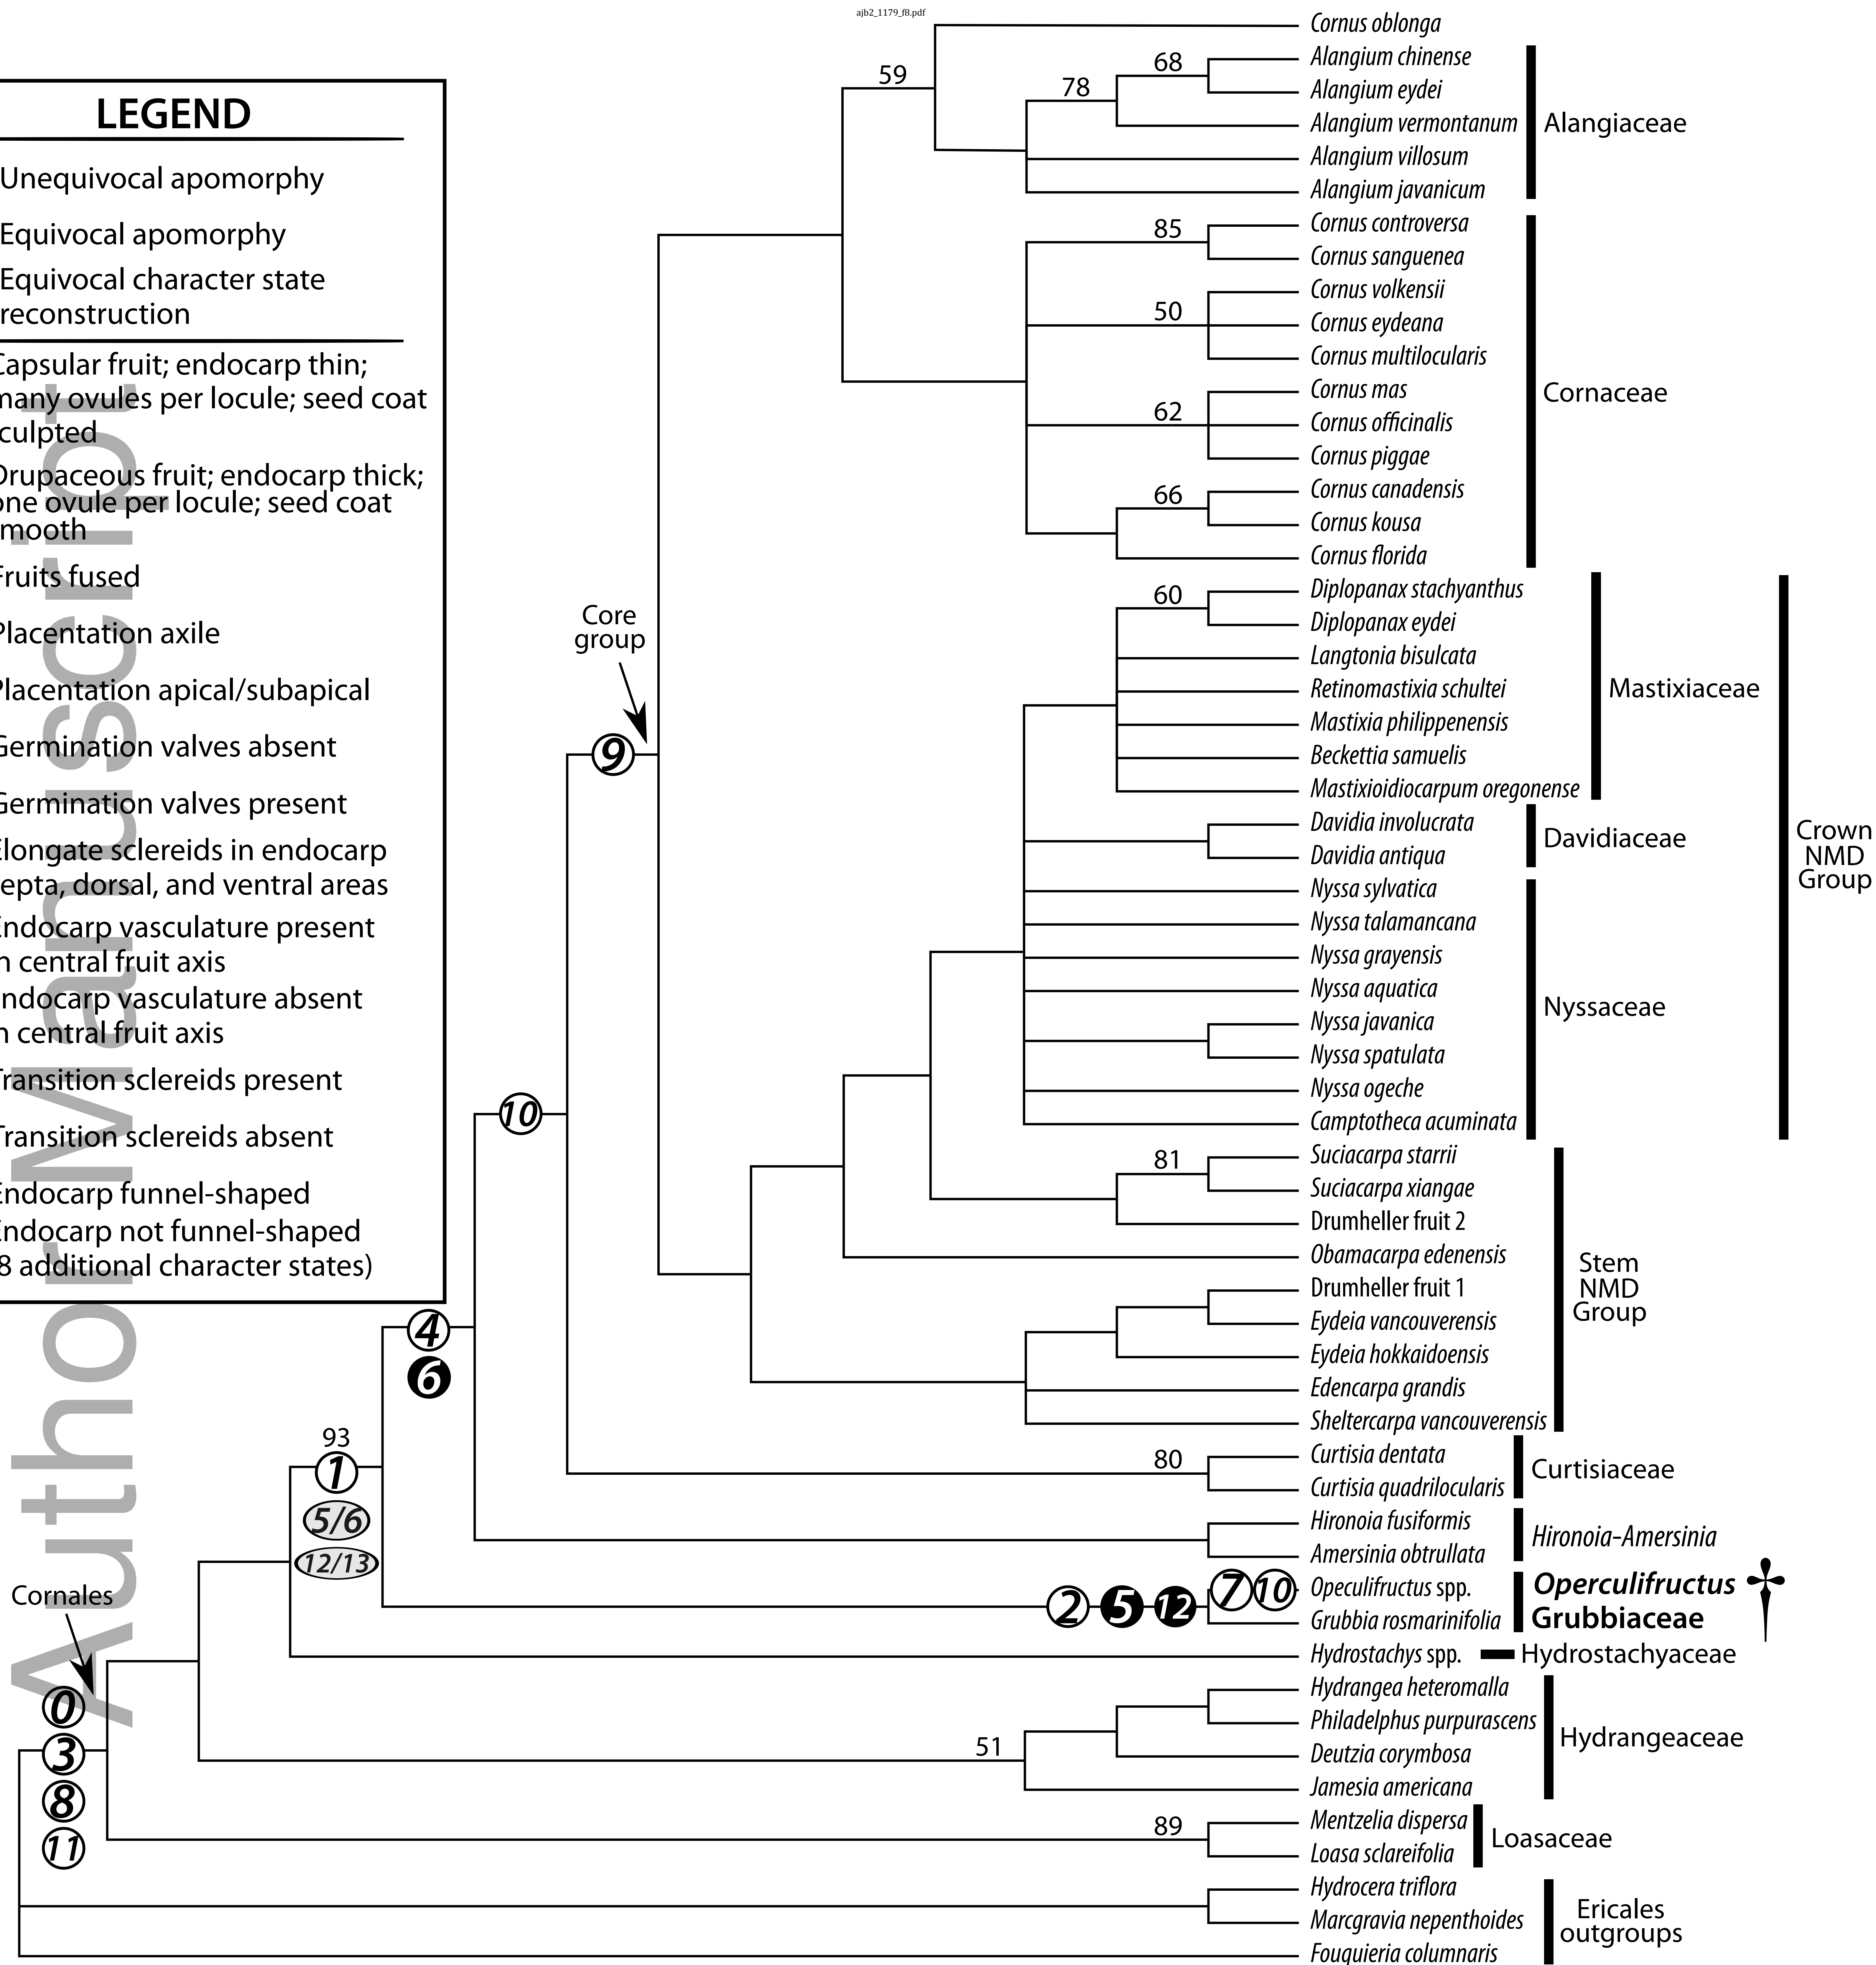 ajb2_1179_f8.pdf
LEGEND
Unequivocal apomorphy
Equivocal apomorphy
Equivocal character state
reconstruction
Capsular fruit; endocarp thin;
many ovules per locule; seed coat
culpted
Drupaceous fruit; endocarp thick;
one ovule per locule; seed coat
mooth
Fruits fused
Placentation axile
Placentation apical/subapical
Germination valves absent
Germination valves present
Elongate sclereids in endocarp
epta, dorsal, and ventral areas
Endocarp vasculature present
n central fruit axis
Endocarp vasculature absent
n central fruit axis
Transition sclereids present
Transition sclereids absent
Endocarp funnel-shaped
Endocarp not funnel-shaped
8 additional character states)
Author Manuscript
Cornales
0
3
8
11
93
1
5/6
12/13
4
6
10
9
Core
group
59
78
68
85
50
62
66
60
81
80
2
5
12
7
10
51
89
Cornus oblonga
Alangium chinense
Alangium eydei
Alangium vermontanum
Alangium villosum
Alangium javanicum
Alangiaceae
Cornus controversa
Cornus sanguenea
Cornus volkensii
Cornus eydeana
Cornus multilocularis
Cornus mas
Cornus officinalis
Cornus piggae
Cornus canadensis
Cornus kousa
Cornus florida
Cornaceae
Diplopanax stachyanthus
Diplopanax eydei
Langtonia bisulcata
Retinomastixia schultei
Mastixia philippenensis
Beckettia samuelis
Mastixioidiocarpum oregonense
Mastixiaceae
Davidia involucrata
Davidia antiqua
Davidiaceae
Nyssa sylvatica
Nyssa talamancana
Nyssa grayensis
Nyssa aquatica
Nyssa javanica
Nyssa spatulata
Nyssa ogeche
Camptotheca acuminata
Nyssaceae
Crown
NMD
Group
Suciacarpa starrii
Suciacarpa xiangae
Drumheller fruit 2
Obamacarpa edenensis
Drumheller fruit 1
Eydeia vancouverensis
Eydeia hokkaidoensis
Edencarpa grandis
Sheltercarpa vancouverensis
Stem
NMD
Group
Curtisia dentata
Curtisia quadrilocularis
Curtisiaceae
Hironoia fusiformis
Amersinia obtrullata
Hironoia-Amersinia
Opeculifructus spp.
Grubbia rosmarinifolia
Operculifructus †
Grubbiaceae
Hydrostachys spp.
Hydrostachyaceae
Hydrangea heteromalla
Philadelphus purpurascens
Deutzia corymbosa
Jamesia americana
Hydrangeaceae
Mentzelia dispersa
Loasa sclareifolia
Loasaceae
Hydrocera triflora
Marcgravia nepenthoides
Fouquieria columnaris
Ericales
outgroups